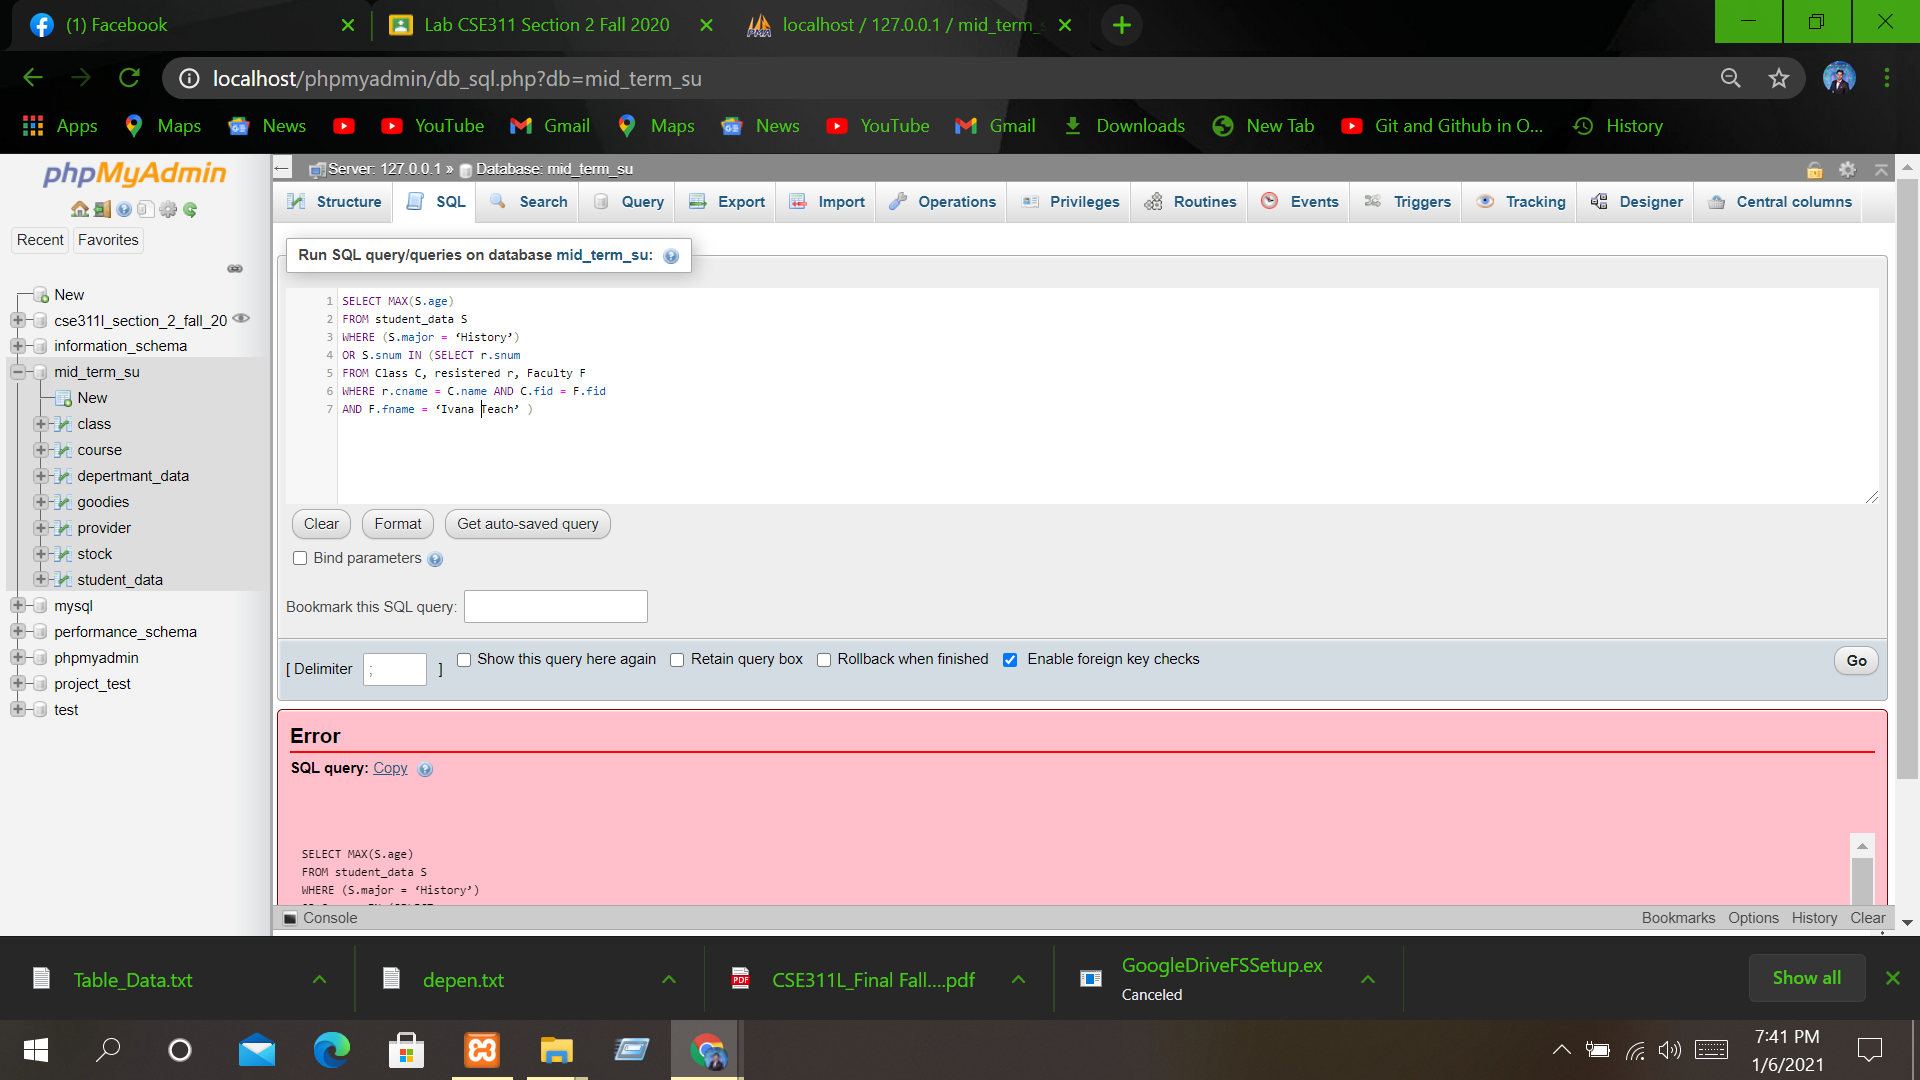 (1) Facebook
Lab CSE311 Section 2 Fall 2020
localhost / 127.0.0.1 / mid_term_s
localhost/phpmyadmin/db_sql.php?db=mid_term_su
Apps
Maps
News
YouTube
Gmail
Maps
News
YouTube
Gmail
Downloads
New Tab
Git and Github in O...
History
phpMyAdmin
Server: 127.0.0.1 » Database: mid_term_su
Structure
SQL
Search
Query
Export
Import
Operations
Privileges
Routines
Events
Triggers
Tracking
Designer
Central columns
Recent
Favorites
New
cse311l_section_2_fall_20
information_schema
mid_term_su
New
class
course
depertmant_data
goodies
provider
stock
student_data
mysql
performance_schema
phpmyadmin
project_test
test
Run SQL query/queries on database mid_term_su:
1 SELECT MAX(S.age)
2 FROM student_data S
3 WHERE (S.major = ‘History’)
4 OR S.snum IN (SELECT r.snum
5 FROM Class C, resistered r, Faculty F
6 WHERE r.cname = C.name AND C.fid = F.fid
7 AND F.fname = ‘Ivana Teach’ )
Clear
Format
Get auto-saved query
Bind parameters
Bookmark this SQL query:
[ Delimiter ; ]
Show this query here again
Retain query box
Rollback when finished
Enable foreign key checks
Go
Error
SQL query: Copy
SELECT MAX(S.age)
FROM student_data S
WHERE (S.major = ‘History’)
Console
Bookmarks
Options
History
Clear
Table_Data.txt
depen.txt
PDF
CSE311L_Final Fall....pdf
GoogleDriveFSSetup.ex
Canceled
Show all
7:41 PM
1/6/2021